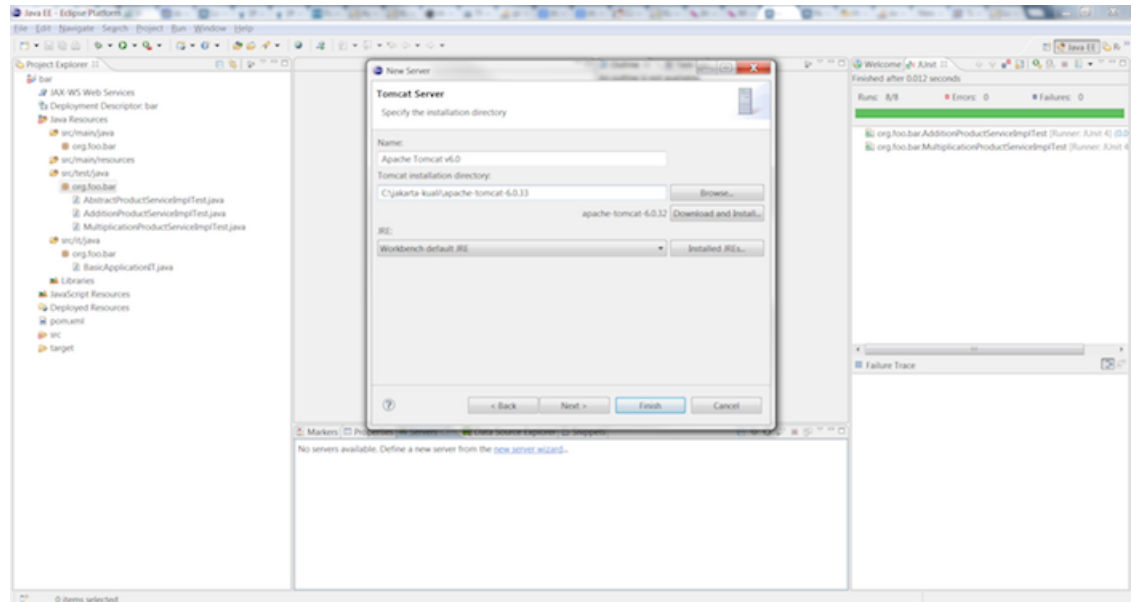 Java EE - Eclipse Platform
File Edit Navigate Search Project Run Window Help
Java EE
Project Explorer
bar
JAX-WS Web Services
Deployment Descriptor: bar
Java Resources
src/main/java
org.foo.bar
src/main/resources
src/test/java
org.foo.bar
AbstractProductServiceImplTest.java
AdditionProductServiceImplTest.java
MultiplicationProductServiceImplTest.java
src/it/java
org.foo.bar
BasicApplicationIT.java
Libraries
JavaScript Resources
Deployed Resources
pom.xml
src
target
New Server
Tomcat Server
Specify the installation directory
Name:
Apache Tomcat v6.0
Tomcat installation directory:
C:\jakarta-kuali\apache-tomcat-6.0.33
Browse...
apache-tomcat-6.0.32 Download and Install...
JRE:
Workbench default JRE
Installed JREs...
< Back Next > Finish Cancel
Markers Properties Servers Data Source Explorer Snippets
No servers available. Define a new server from the new server wizard...
Welcome JUnit
Finished after 0.012 seconds
Runs: 8/8 Errors: 0 Failures: 0
org.foo.bar.AdditionProductServiceImplTest [Runner: JUnit 4] (0.0
org.foo.bar.MultiplicationProductServiceImplTest [Runner: JUnit 4
Failure Trace
0 items selected